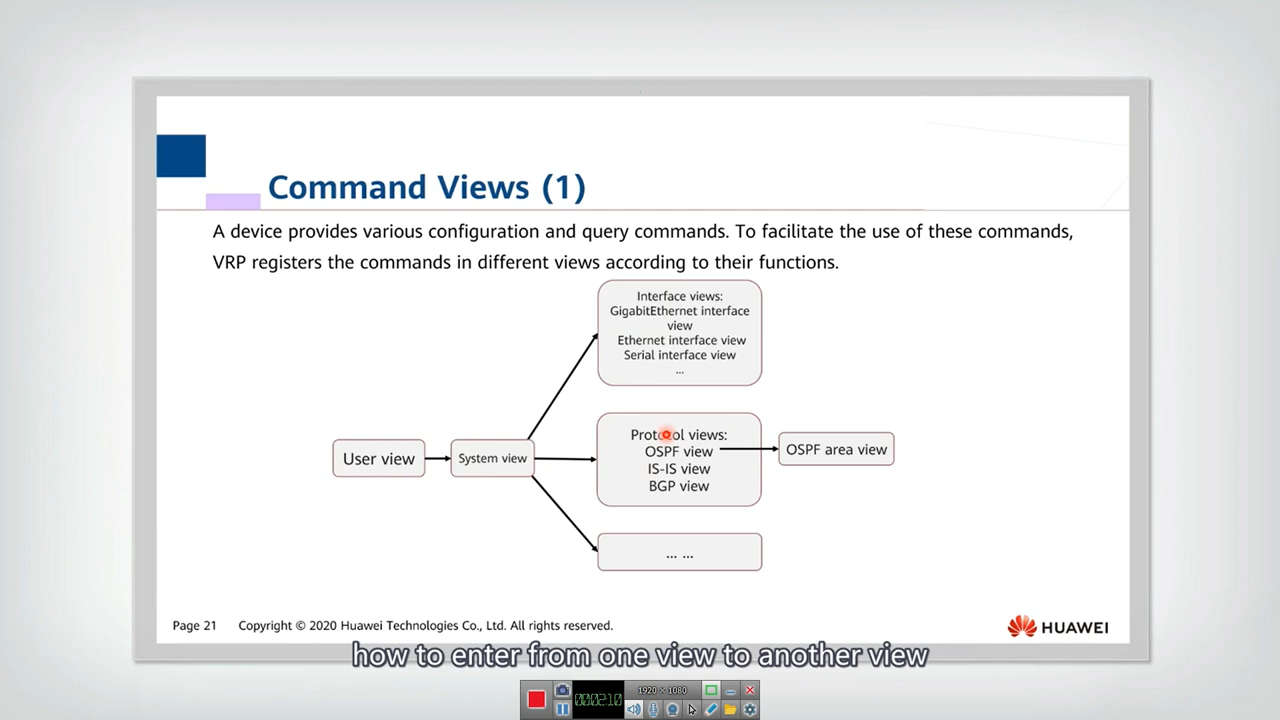 Command Views (1)
A device provides various configuration and query commands. To facilitate the use of these commands,
VRP registers the commands in different views according to their functions.
Interface views:
GigabitEthernet interface
view
Ethernet interface view
Serial interface view
...
User view
System view
Protocol views:
OSPF view
IS-IS view
BGP view
OSPF area view
... ...
Page 21 Copyright © 2020 Huawei Technologies Co., Ltd. All rights reserved.
HUAWEI
how to enter from one view to another view
1920 × 1080
000:02:10